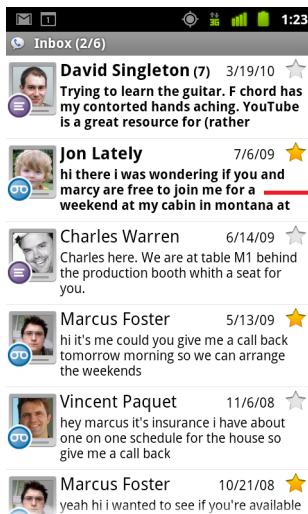 1:23
Inbox (2/6)
David Singleton (7) 3/19/10
Trying to learn the guitar. F chord has
my contorted hands aching. YouTube
is a great resource for (rather
Jon Lately 7/6/09
hi there i was wondering if you and
marcy are free to join me for a
weekend at my cabin in montana at
Charles Warren 6/14/09
Charles here. We are at table M1 behind
the production booth whith a seat for
you.
Marcus Foster 5/13/09
hi it's me could you give me a call back
tomorrow morning so we can arrange
the weekends
Vincent Paquet 11/6/08
hey marcus it's insurance i have about
one on one schedule for the house so
give me a call back
Marcus Foster 10/21/08
yeah hi i wanted to see if you're available